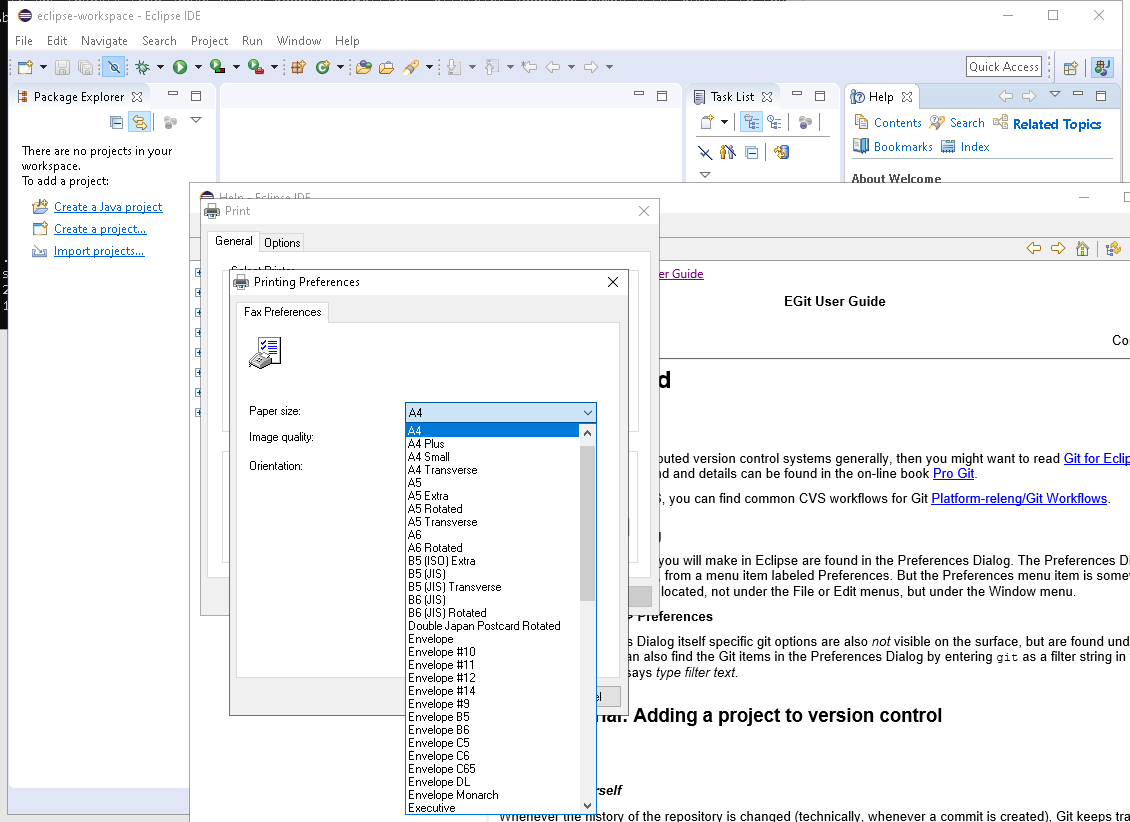 eclipse-workspace - Eclipse IDE
File Edit Navigate Search Project Run Window Help
Quick Access
Package Explorer
Task List
Help
Contents Search Related Topics
Bookmarks Index
About Welcome
There are no projects in your
workspace.
To add a project:
Create a Java project
Create a project...
Import projects...
Help - Eclipse IDE
Print
General Options
er Guide
Printing Preferences
EGit User Guide
Fax Preferences
Paper size:
A4
Image quality:
Orientation:
A4
A4 Plus
A4 Small
A4 Transverse
A5
A5 Extra
A5 Rotated
A5 Transverse
A6
A6 Rotated
B5 (ISO) Extra
B5 (JIS)
B5 (JIS) Transverse
B6 (JIS)
B6 (JIS) Rotated
Double Japan Postcard Rotated
Envelope
Envelope #10
Envelope #11
Envelope #12
Envelope #14
Envelope #9
Envelope B5
Envelope B6
Envelope C5
Envelope C6
Envelope C65
Envelope DL
Envelope Monarch
Executive
d
buted version control systems generally, then you might want to read Git for Eclip
nd and details can be found in the on-line book Pro Git.
S, you can find common CVS workflows for Git Platform-releng/Git Workflows.
you will make in Eclipse are found in the Preferences Dialog. The Preferences D
from a menu item labeled Preferences. But the Preferences menu item is some
located, not under the File or Edit menus, but under the Window menu.
> Preferences
s Dialog itself specific git options are also not visible on the surface, but are found und
an also find the Git items in the Preferences Dialog by entering git as a filter string in
says type filter text.
Adding a project to version control
rself
Whenever the history of the repository is changed (technically, whenever a commit is created), Git keeps tra